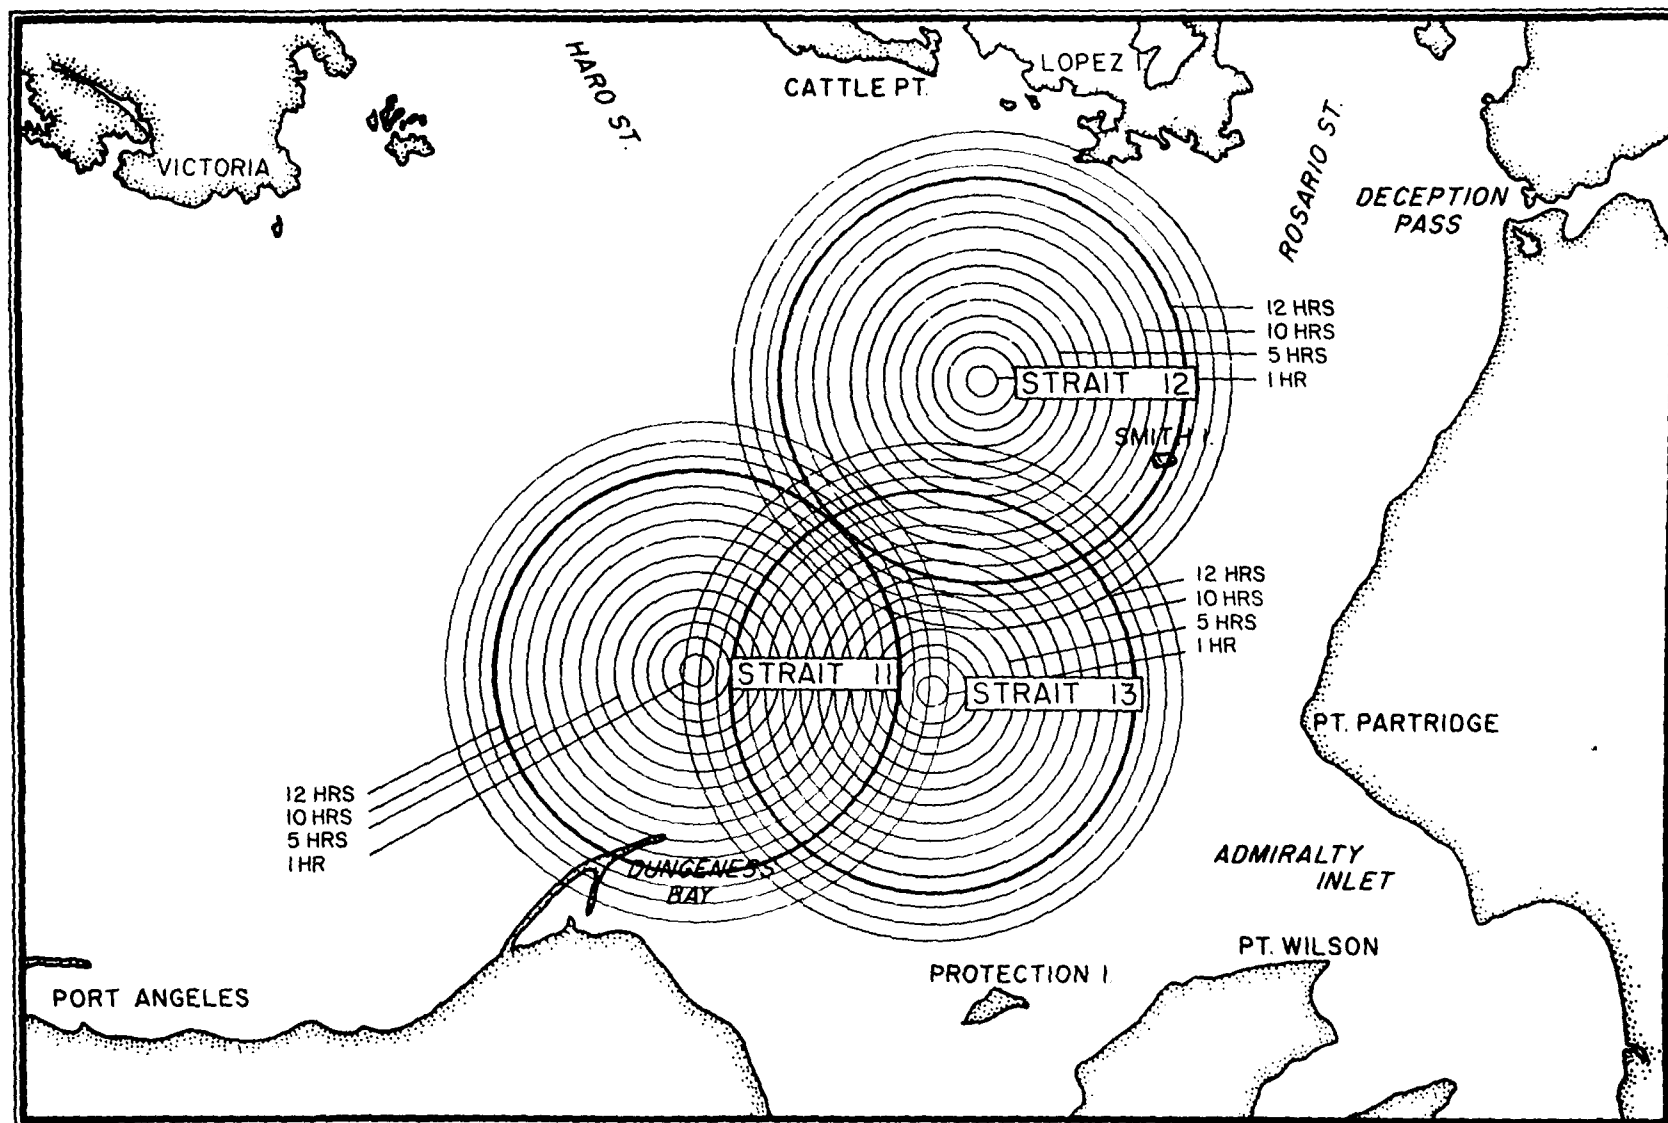 HARO ST.
CATTLE PT.
LOPEZ I.
VICTORIA
ROSARIO ST.
DECEPTION
PASS
12 HRS
10 HRS
5 HRS
1 HR
STRAIT 12
SMITH I.
12 HRS
10 HRS
5 HRS
1 HR
STRAIT 11
STRAIT 13
PT. PARTRIDGE
12 HRS
10 HRS
5 HRS
1 HR
DUNGENESS
BAY
ADMIRALTY
INLET
PT. WILSON
PROTECTION I.
PORT ANGELES